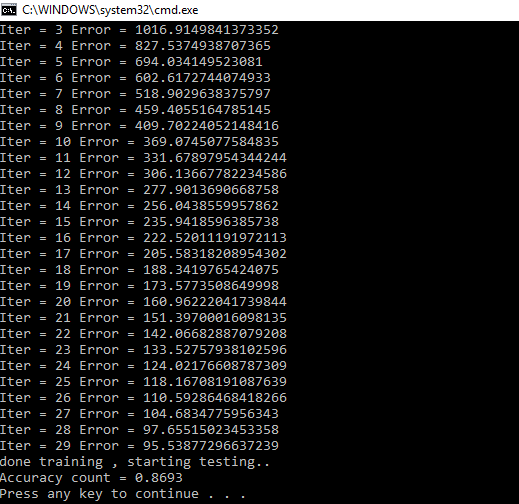 C:\WINDOWS\system32\cmd.exe
Iter = 3 Error = 1016.9149841373352
Iter = 4 Error = 827.5374938707365
Iter = 5 Error = 694.034149523081
Iter = 6 Error = 602.6172744074933
Iter = 7 Error = 518.9029638375797
Iter = 8 Error = 459.4055164785145
Iter = 9 Error = 409.70224052148416
Iter = 10 Error = 369.0745077584835
Iter = 11 Error = 331.67897954344244
Iter = 12 Error = 306.13667782234586
Iter = 13 Error = 277.9013690668758
Iter = 14 Error = 256.0438559957862
Iter = 15 Error = 235.9418596385738
Iter = 16 Error = 222.52011191972113
Iter = 17 Error = 205.58318208954302
Iter = 18 Error = 188.3419765424075
Iter = 19 Error = 173.5773508649998
Iter = 20 Error = 160.96222041739844
Iter = 21 Error = 151.39700016098135
Iter = 22 Error = 142.06682887079208
Iter = 23 Error = 133.52757938102596
Iter = 24 Error = 124.02176608787309
Iter = 25 Error = 118.16708191087639
Iter = 26 Error = 110.59286468418266
Iter = 27 Error = 104.6834775956343
Iter = 28 Error = 97.65515023453358
Iter = 29 Error = 95.53877296637239
done training , starting testing..
Accuracy count = 0.8693
Press any key to continue . . .